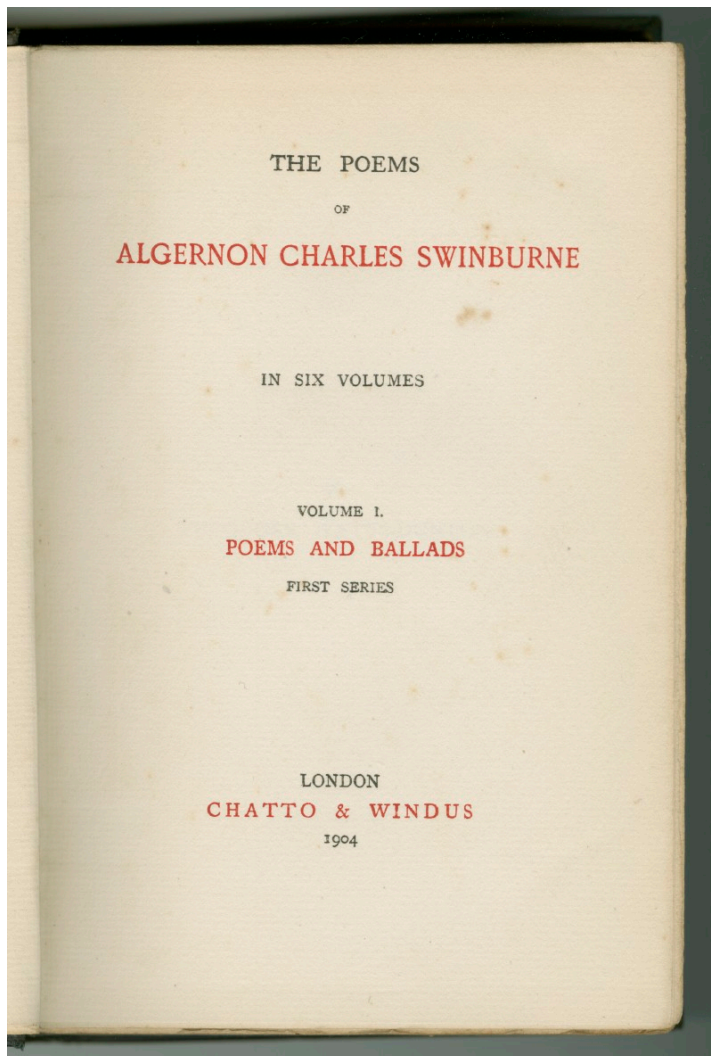 THE POEMS
OF
ALGERNON CHARLES SWINBURNE
IN SIX VOLUMES
VOLUME I.
POEMS AND BALLADS
FIRST SERIES
LONDON
CHATTO & WINDUS
1904